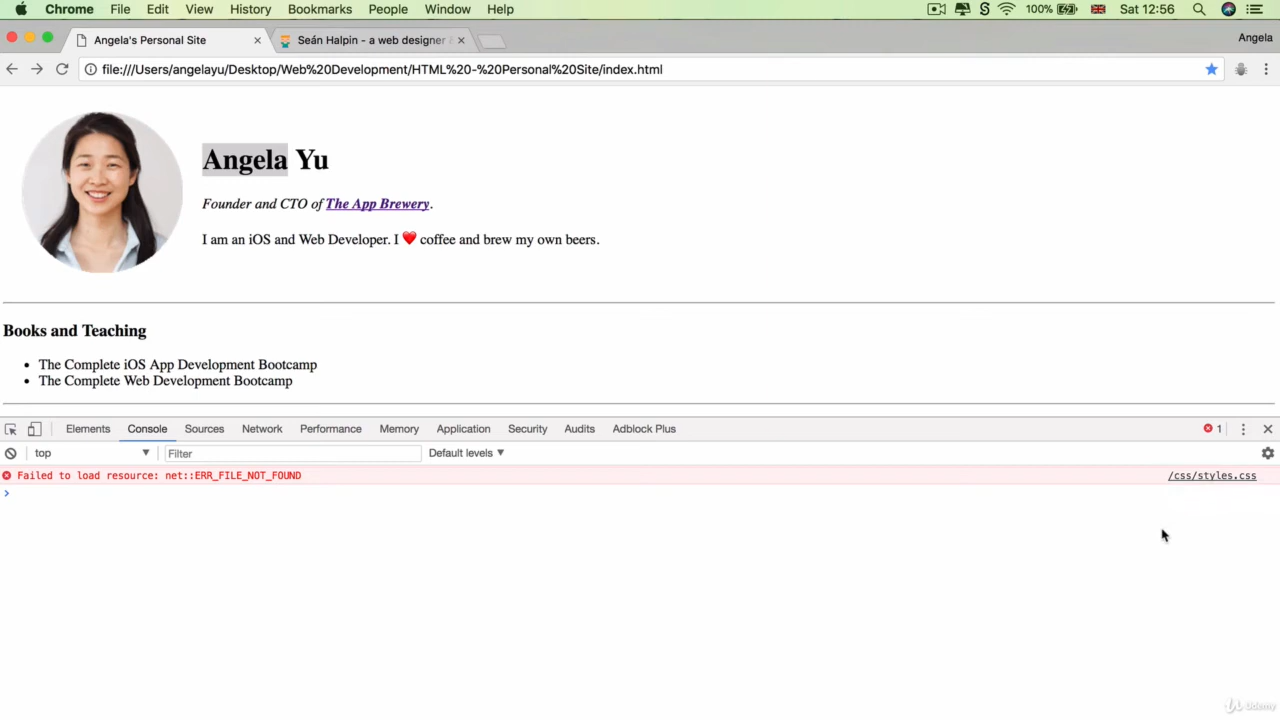 Chrome File Edit View History Bookmarks People Window Help 100% Sat 12:56
Angela's Personal Site Seán Halpin - a web designer Angela
file:///Users/angelayu/Desktop/Web%20Development/HTML%20-%20Personal%20Site/index.html
Angela Yu
Founder and CTO of The App Brewery.
I am an iOS and Web Developer. I ❤️ coffee and brew my own beers.
Books and Teaching
• The Complete iOS App Development Bootcamp
• The Complete Web Development Bootcamp
Elements Console Sources Network Performance Memory Application Security Audits Adblock Plus 1
top Filter Default levels
Failed to load resource: net::ERR_FILE_NOT_FOUND /css/styles.css
>
Udemy